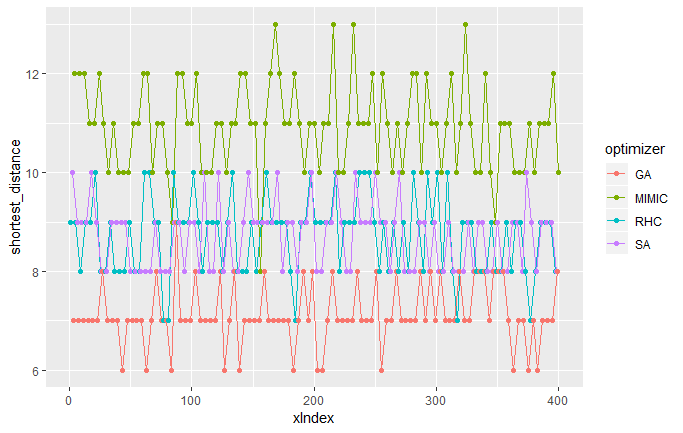 shortest_distance
12
10
8
6
0
100
200
300
400
xIndex
optimizer
GA
MIMIC
RHC
SA